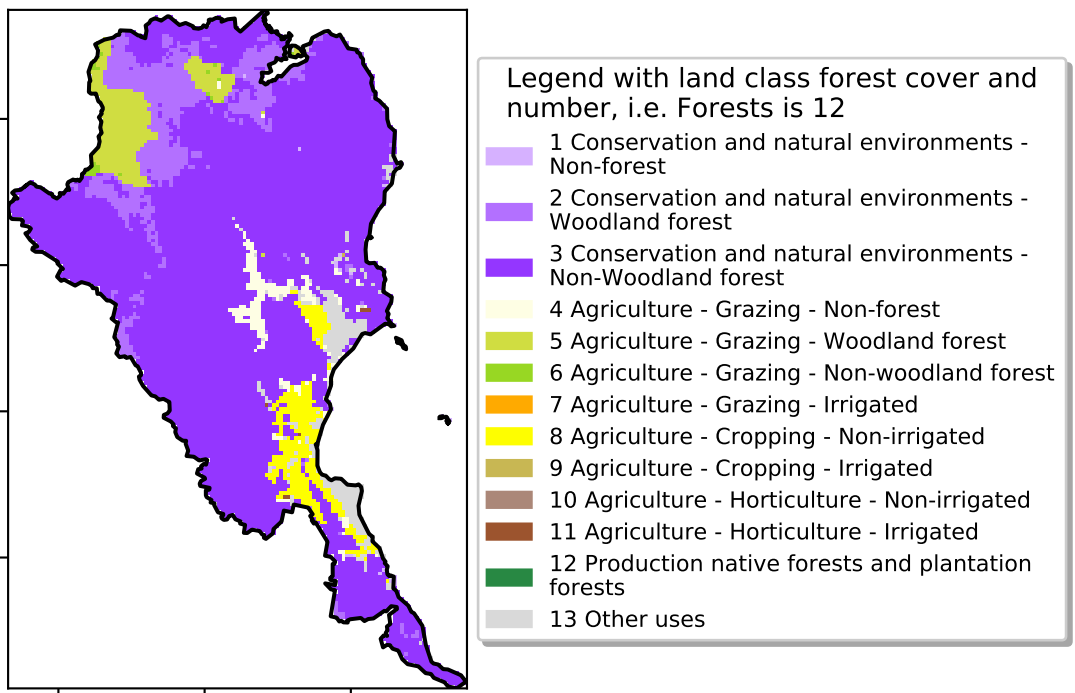 Legend with land class forest cover and
number, i.e. Forests is 12
1 Conservation and natural environments -
Non-forest
2 Conservation and natural environments -
Woodland forest
3 Conservation and natural environments -
Non-Woodland forest
4 Agriculture - Grazing - Non-forest
5 Agriculture - Grazing - Woodland forest
6 Agriculture - Grazing - Non-woodland forest
7 Agriculture - Grazing - Irrigated
8 Agriculture - Cropping - Non-irrigated
9 Agriculture - Cropping - Irrigated
10 Agriculture - Horticulture - Non-irrigated
11 Agriculture - Horticulture - Irrigated
12 Production native forests and plantation
forests
13 Other uses